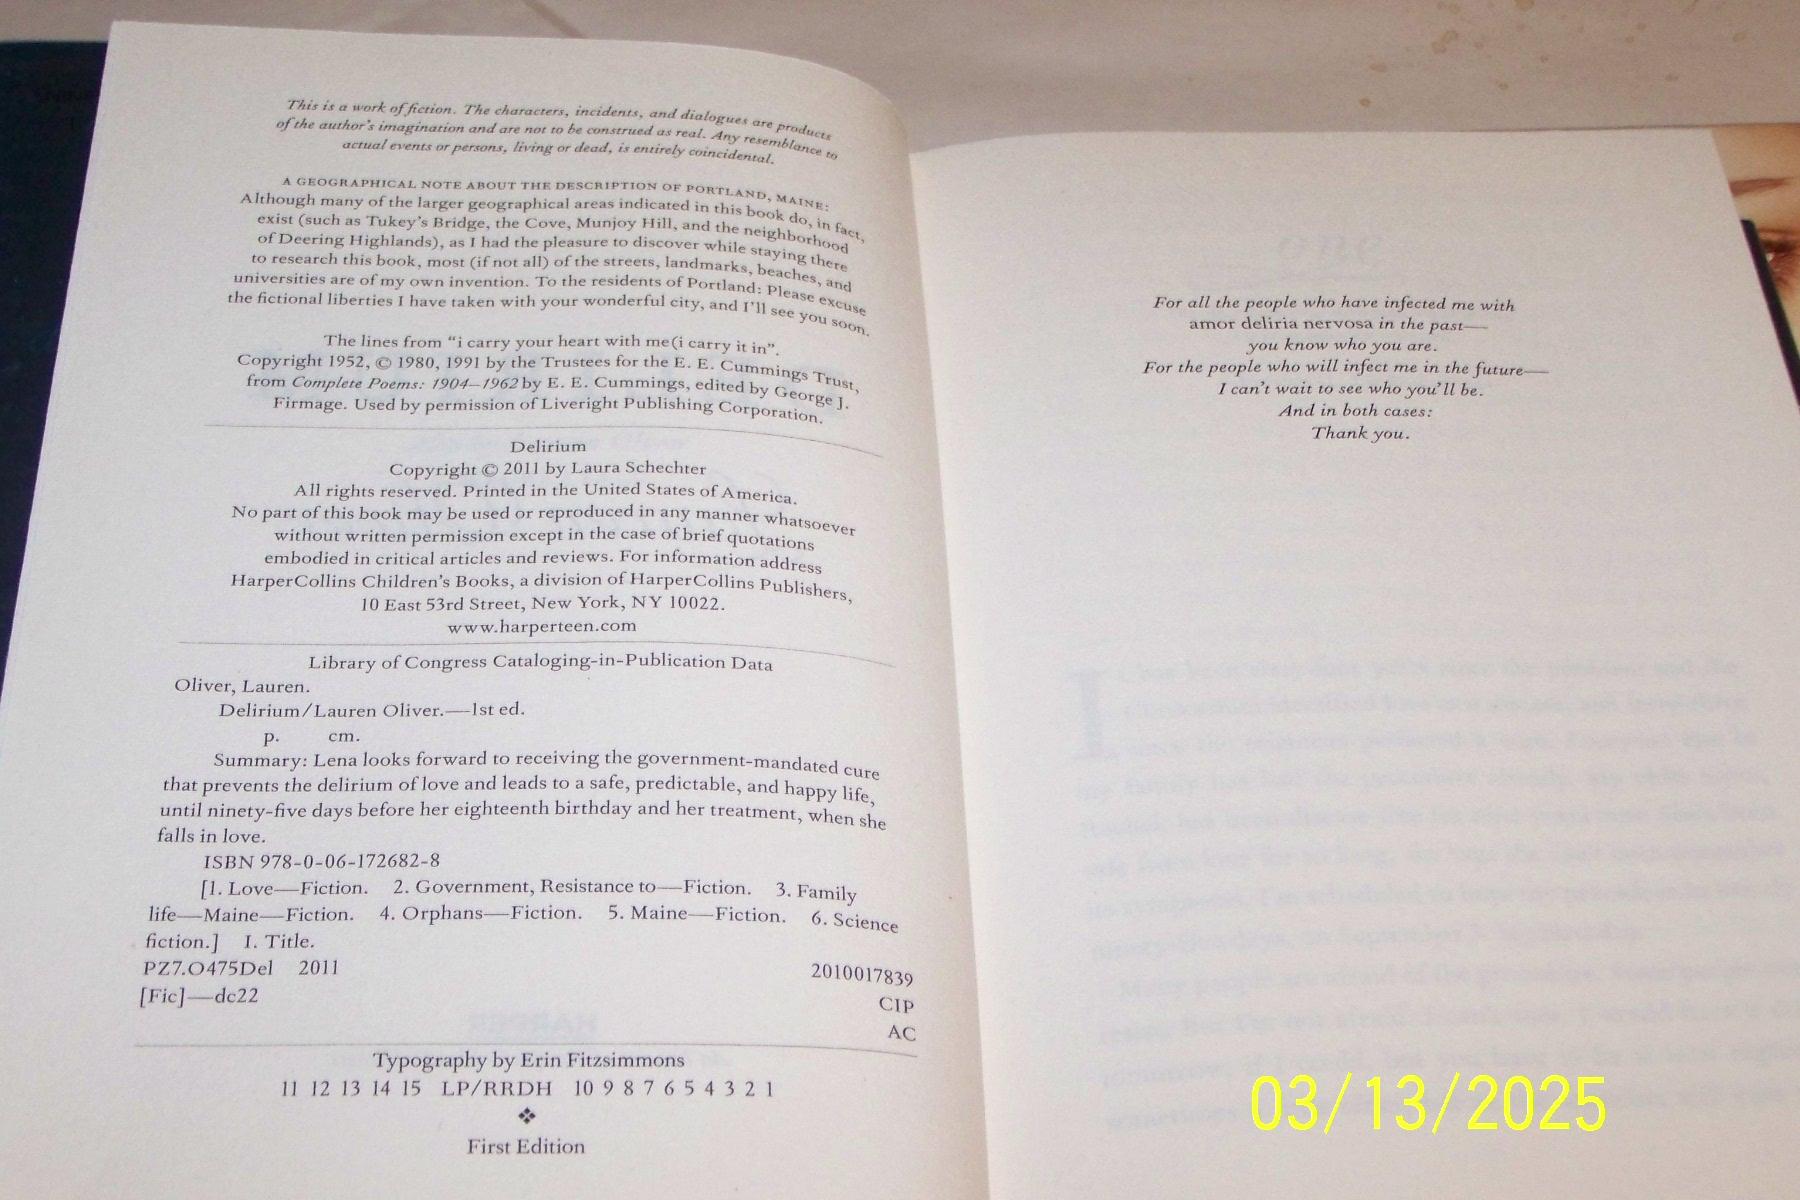 This is a work of fiction. The characters, incidents, and dialogues are products
of the author's imagination and are not to be construed as real. Any resemblance to
actual events or persons, living or dead, is entirely coincidental.
A GEOGRAPHICAL NOTE ABOUT THE DESCRIPTION OF PORTLAND, MAINE:
Although many of the larger geographical areas indicated in this book do, in fact,
exist (such as Tukey's Bridge, the Cove, Munjoy Hill, and the neighborhood
of Deering Highlands), as I had the pleasure to discover while staying there
to research this book, most (if not all) of the streets, landmarks, beaches, and
universities are of my own invention. To the residents of Portland: Please excuse
the fictional liberties I have taken with your wonderful city, and I'll see you soon.
The lines from "i carry your heart with me(i carry it in".
Copyright 1952, © 1980, 1991 by the Trustees for the E. E. Cummings Trust,
from Complete Poems: 1904–1962 by E. E. Cummings, edited by George J.
Firmage. Used by permission of Liveright Publishing Corporation.
Delirium
Copyright © 2011 by Laura Schechter
All rights reserved. Printed in the United States of America.
No part of this book may be used or reproduced in any manner whatsoever
without written permission except in the case of brief quotations
embodied in critical articles and reviews. For information address
HarperCollins Children's Books, a division of HarperCollins Publishers,
10 East 53rd Street, New York, NY 10022.
www.harperteen.com
Library of Congress Cataloging-in-Publication Data
Oliver, Lauren.
Delirium/Lauren Oliver.—1st ed.
p. cm.
Summary: Lena looks forward to receiving the government-mandated cure
that prevents the delirium of love and leads to a safe, predictable, and happy life,
until ninety-five days before her eighteenth birthday and her treatment, when she
falls in love.
ISBN 978-0-06-172682-8
[1. Love—Fiction. 2. Government, Resistance to—Fiction. 3. Family
life—Maine—Fiction. 4. Orphans—Fiction. 5. Maine—Fiction. 6. Science
fiction.] I. Title.
PZ7.O475Del 2011 2010017839
[Fic]—dc22 CIP
AC
Typography by Erin Fitzsimmons
11 12 13 14 15 LP/RRDH 10 9 8 7 6 5 4 3 2 1
❖
First Edition
one
For all the people who have infected me with
amor deliria nervosa in the past—
you know who you are.
For the people who will infect me in the future—
I can't wait to see who you'll be.
And in both cases:
Thank you.
03/13/2025